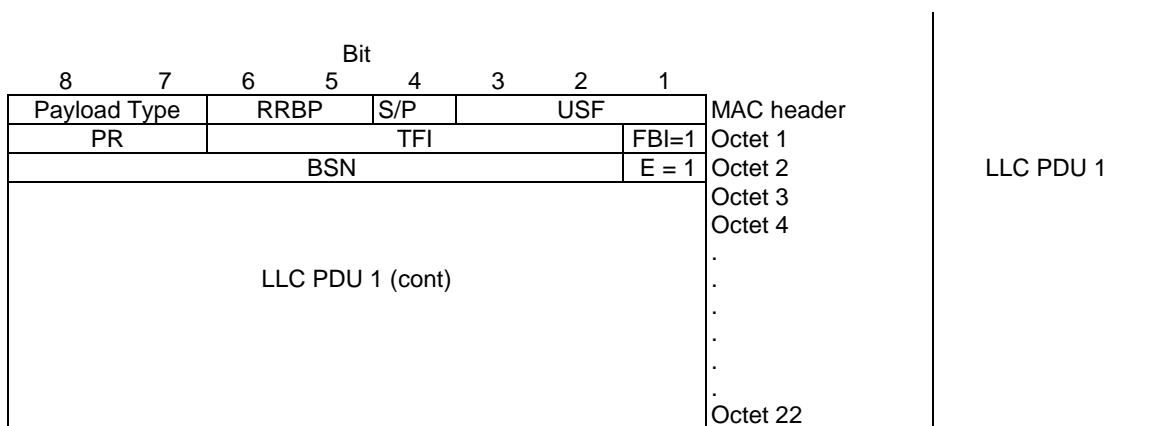 Bit
8 7 6 5 4 3 2 1
Payload Type RRBP S/P USF MAC header
PR TFI FBI=1 Octet 1
BSN E = 1 Octet 2 LLC PDU 1
Octet 3
Octet 4
.
LLC PDU 1 (cont) .
.
.
.
.
Octet 22